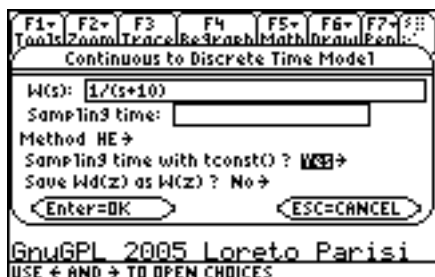 F1▾ F2▾ F3 F4 F5▾ F6▾ F7▾
Tools Zoom Trace ReGraph Math Draw Pen
Continuous to Discrete Time Model
W(s): 1/(s+10)
Sampling time:
Method HE→
Sampling time with tconst() ? Yes→
Save Wd(z) as W(z) ? No→
Enter=OK ESC=CANCEL
GnuGPL 2005 Loreto Parisi
USE ← AND → TO OPEN CHOICES